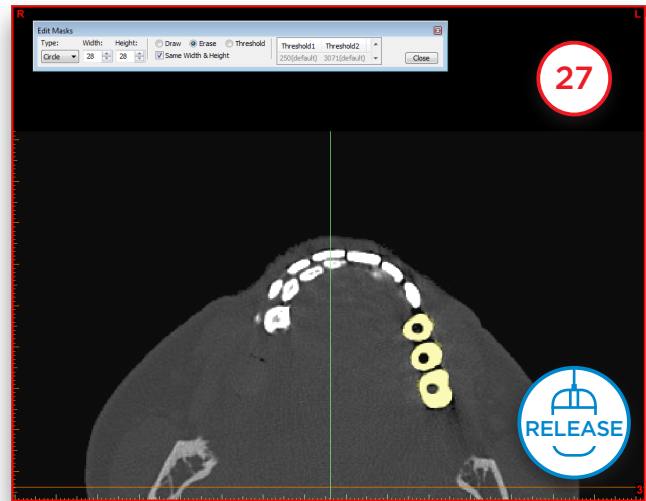 R
L
Edit Masks
Type: Width: Height: Draw Erase Threshold Threshold1 Threshold2
Circle 28 28 Same Width & Height 250(default) 3071(default) Close
27
RELEASE
3